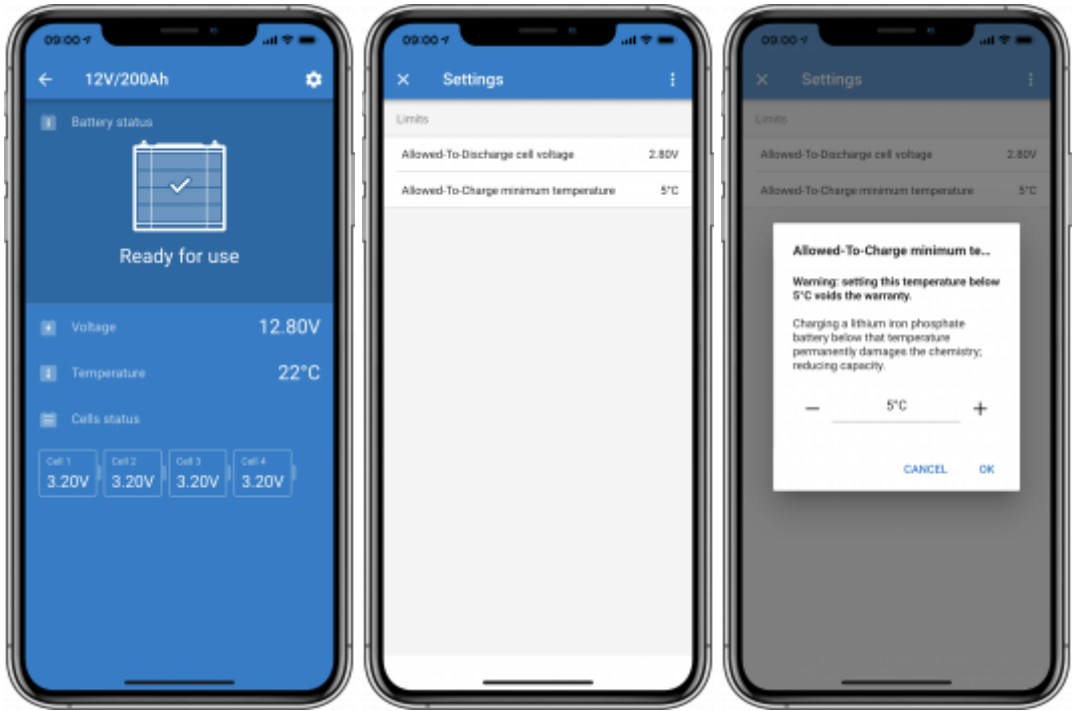 09:00
12V/200Ah
Battery status
Ready for use
Voltage 12.80V
Temperature 22°C
Cells status
Cell 1 Cell 2 Cell 3 Cell 4
3.20V 3.20V 3.20V 3.20V
09:00
Settings
Limits
Allowed-To-Discharge cell voltage 2.80V
Allowed-To-Charge minimum temperature 5°C
09:00
Settings
Limits
Allowed-To-Discharge cell voltage 2.80V
Allowed-To-Charge minimum temperature 5°C
Allowed-To-Charge minimum te...
Warning: setting this temperature below
5°C voids the warranty.
Charging a lithium iron phosphate
battery below that temperature
permanently damages the chemistry;
reducing capacity.
5°C
CANCEL OK